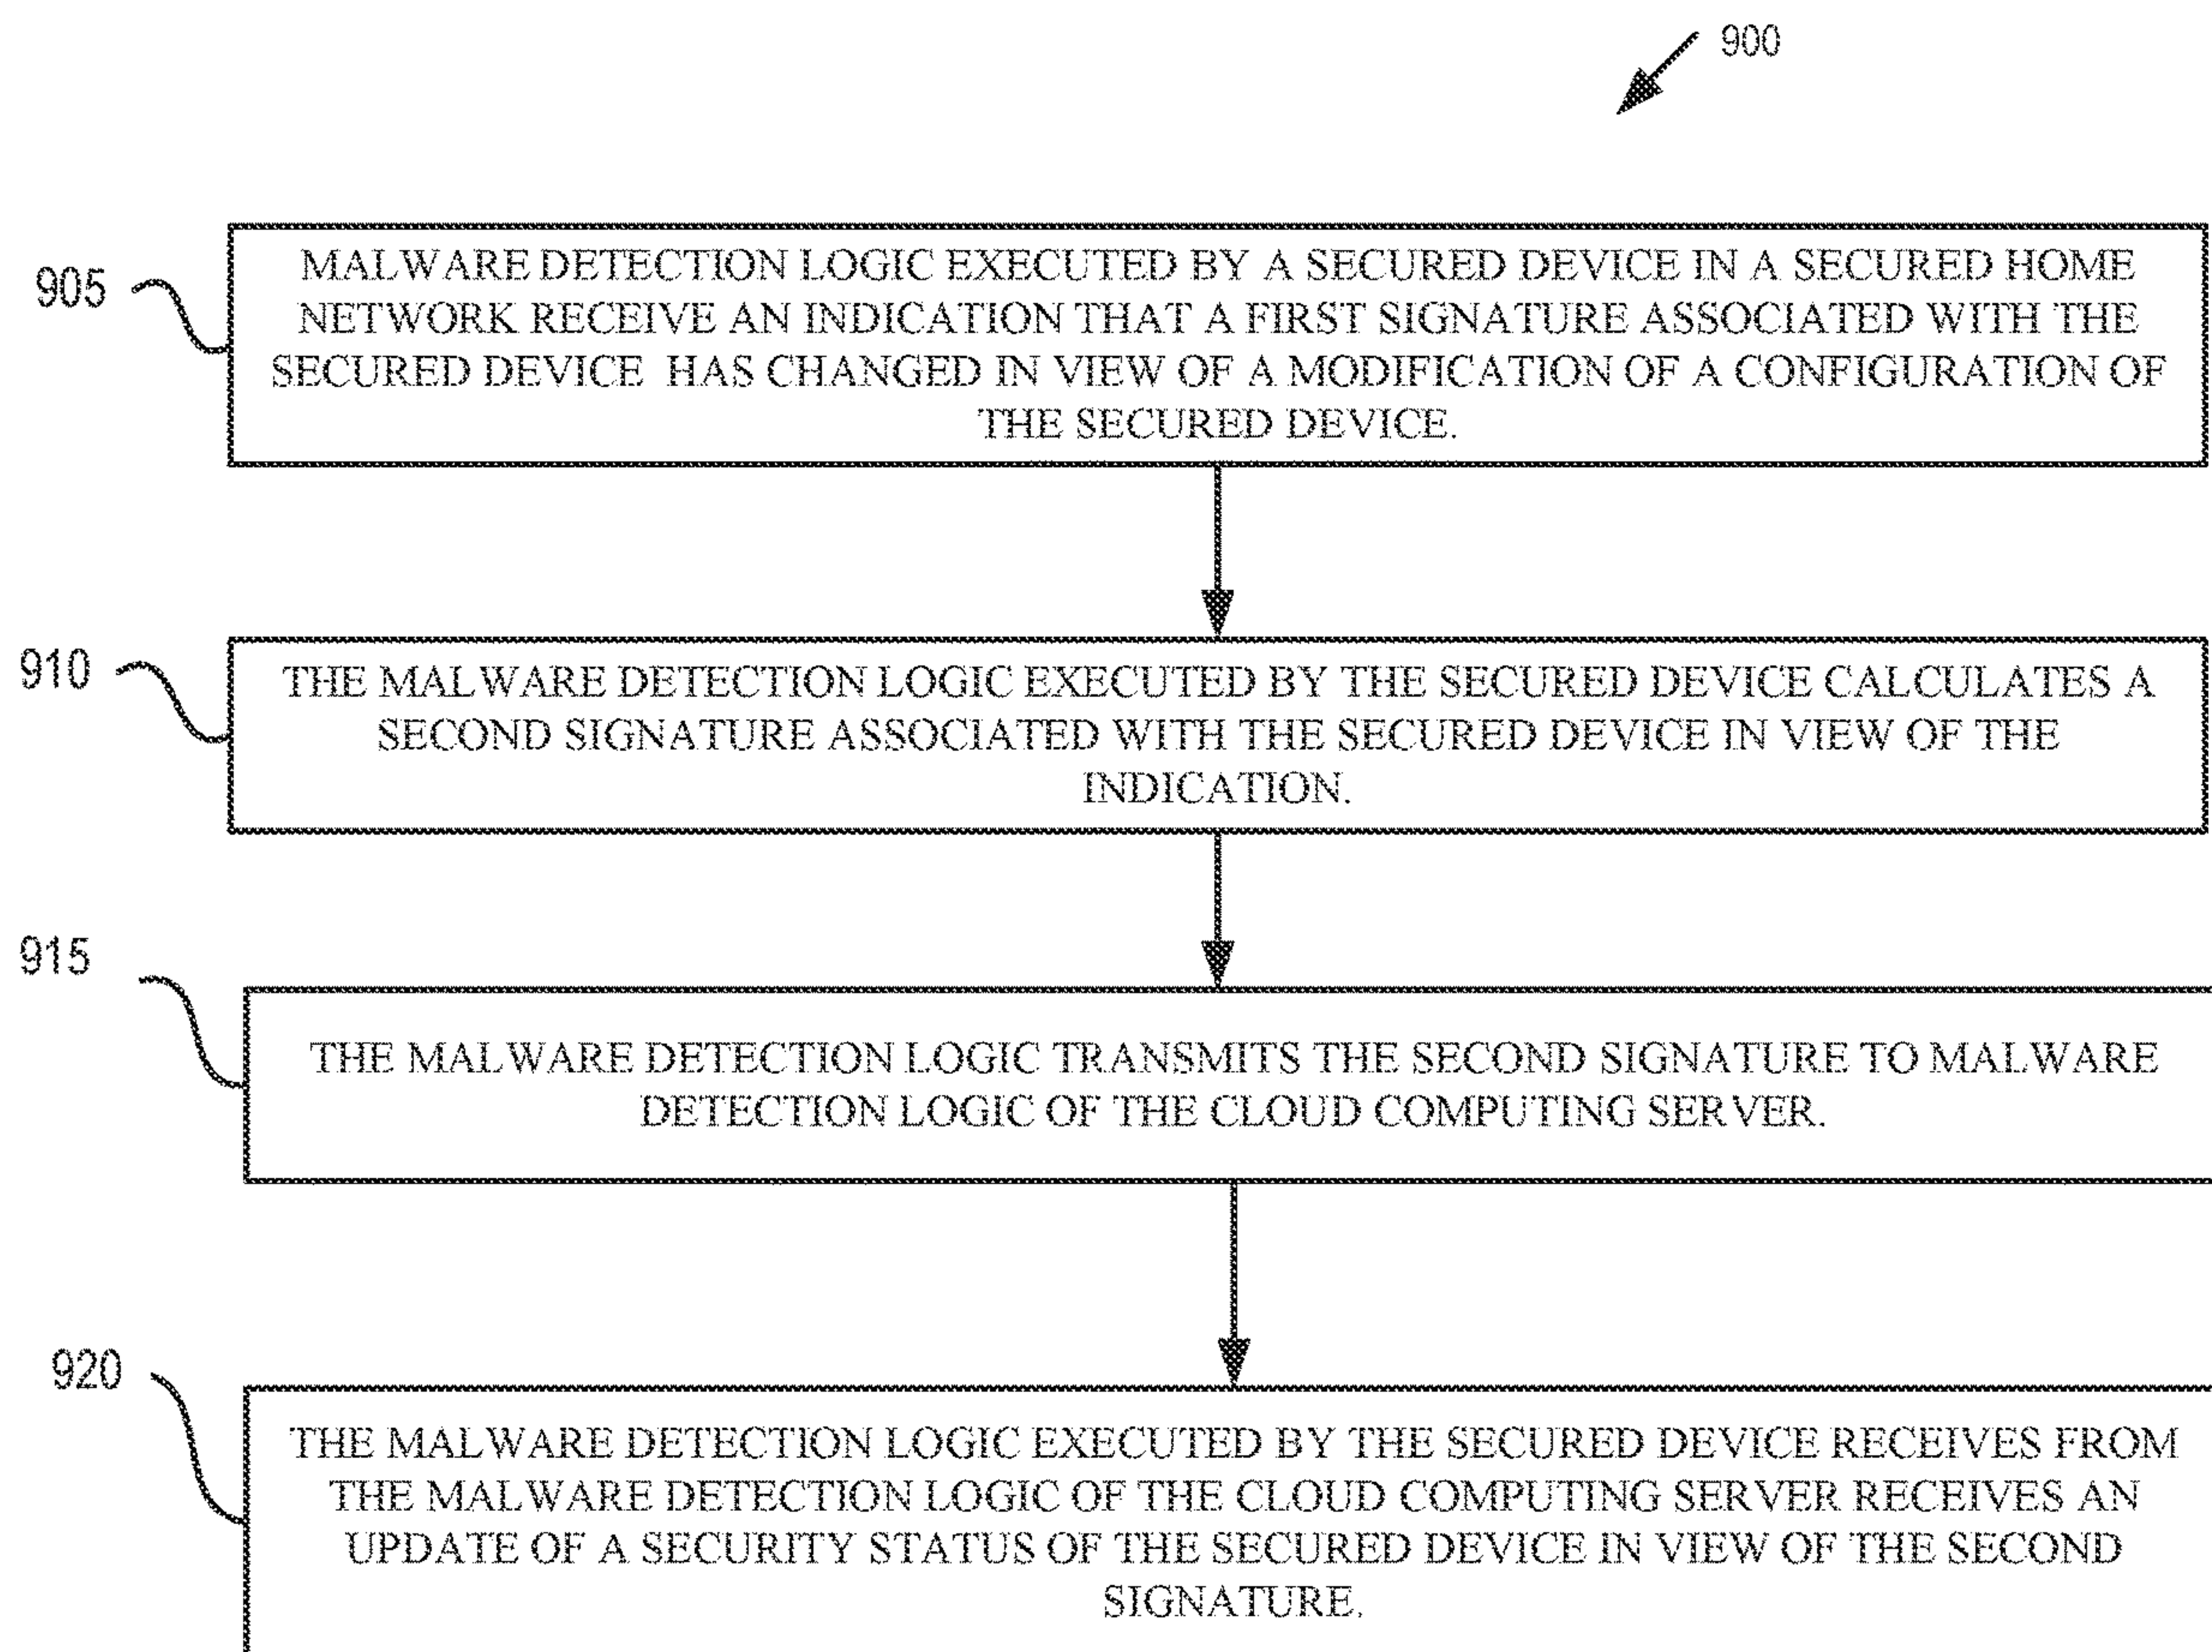 900
905
MALWARE DETECTION LOGIC EXECUTED BY A SECURED DEVICE IN A SECURED HOME
NETWORK RECEIVE AN INDICATION THAT A FIRST SIGNATURE ASSOCIATED WITH THE
SECURED DEVICE HAS CHANGED IN VIEW OF A MODIFICATION OF A CONFIGURATION OF
THE SECURED DEVICE.
910
THE MALWARE DETECTION LOGIC EXECUTED BY THE SECURED DEVICE CALCULATES A
SECOND SIGNATURE ASSOCIATED WITH THE SECURED DEVICE IN VIEW OF THE
INDICATION.
915
THE MALWARE DETECTION LOGIC TRANSMITS THE SECOND SIGNATURE TO MALWARE
DETECTION LOGIC OF THE CLOUD COMPUTING SERVER.
920
THE MALWARE DETECTION LOGIC EXECUTED BY THE SECURED DEVICE RECEIVES FROM
THE MALWARE DETECTION LOGIC OF THE CLOUD COMPUTING SERVER RECEIVES AN
UPDATE OF A SECURITY STATUS OF THE SECURED DEVICE IN VIEW OF THE SECOND
SIGNATURE.